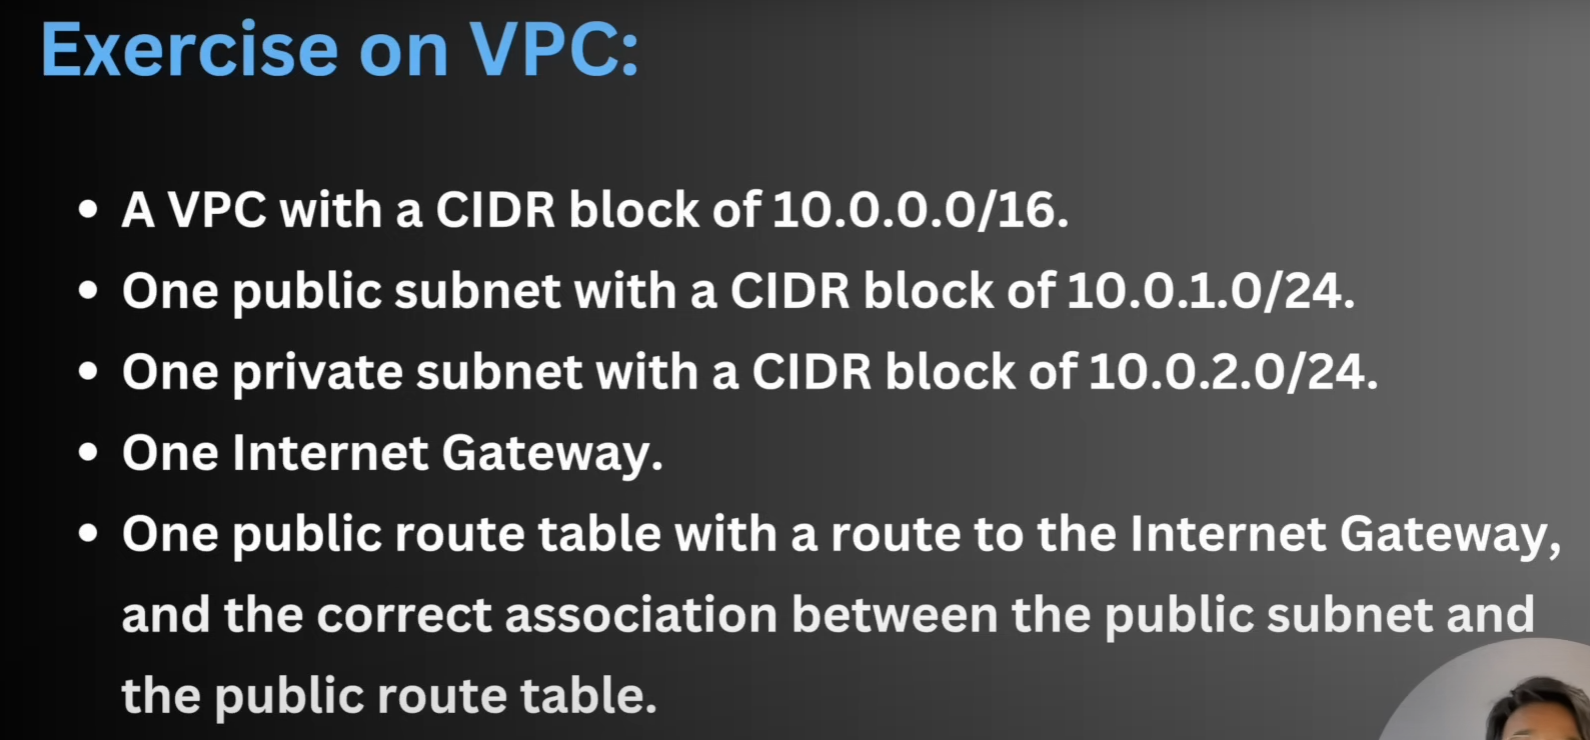 Exercise on VPC:
• A VPC with a CIDR block of 10.0.0.0/16.
• One public subnet with a CIDR block of 10.0.1.0/24.
• One private subnet with a CIDR block of 10.0.2.0/24.
• One Internet Gateway.
• One public route table with a route to the Internet Gateway,
and the correct association between the public subnet and
the public route table.